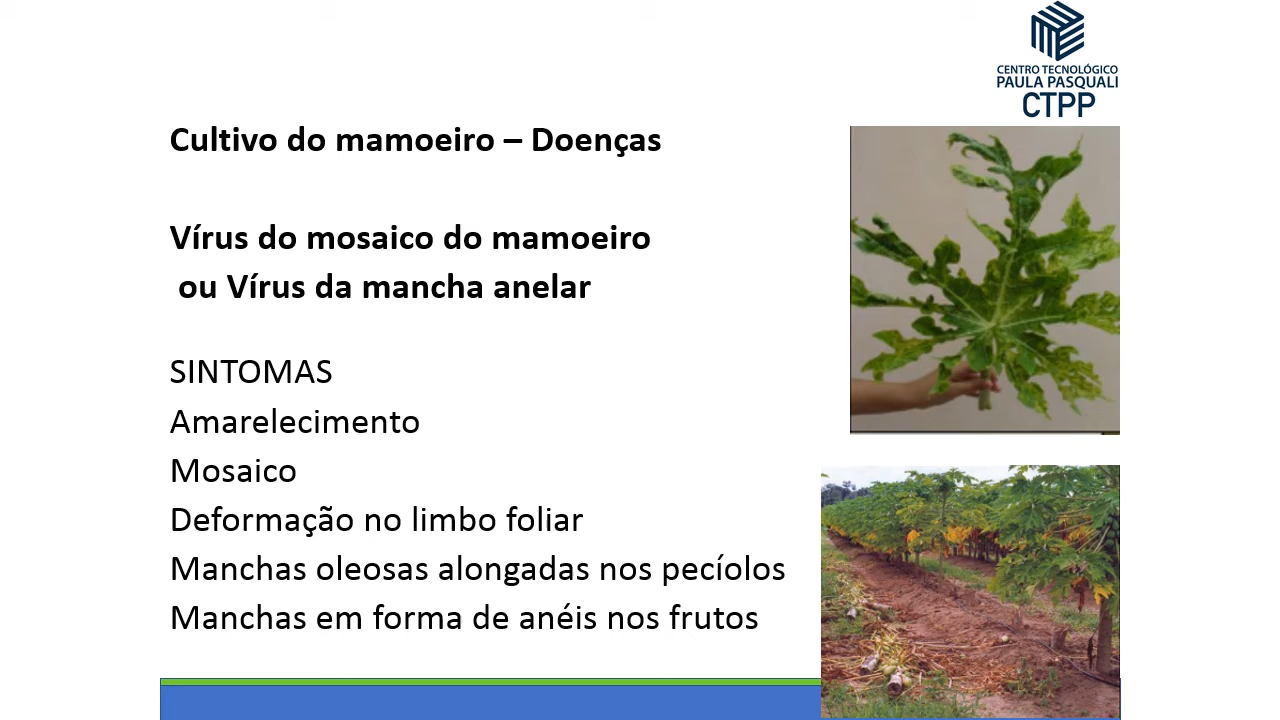 CENTRO TECNOLÓGICO
PAULA PASQUALI
CTPP
Cultivo do mamoeiro – Doenças
Vírus do mosaico do mamoeiro
ou Vírus da mancha anelar
SINTOMAS
Amarelecimento
Mosaico
Deformação no limbo foliar
Manchas oleosas alongadas nos pecíolos
Manchas em forma de anéis nos frutos